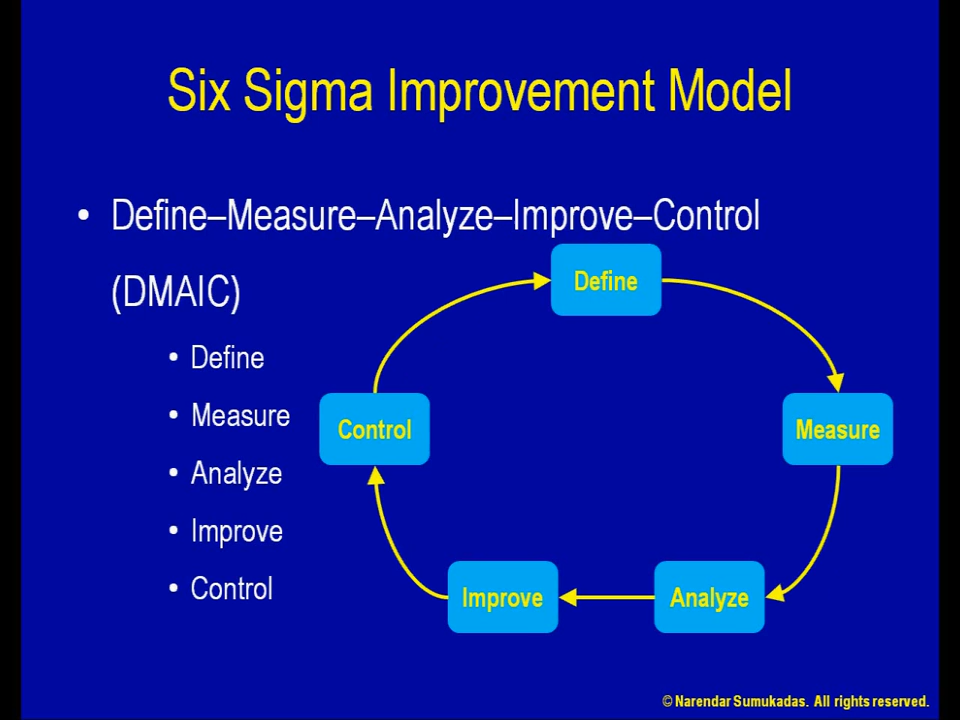 Six Sigma Improvement Model
• Define–Measure–Analyze–Improve–Control
(DMAIC)
• Define
• Measure
• Analyze
• Improve
• Control
Define
Measure
Analyze
Improve
Control
© Narendar Sumukadas. All rights reserved.